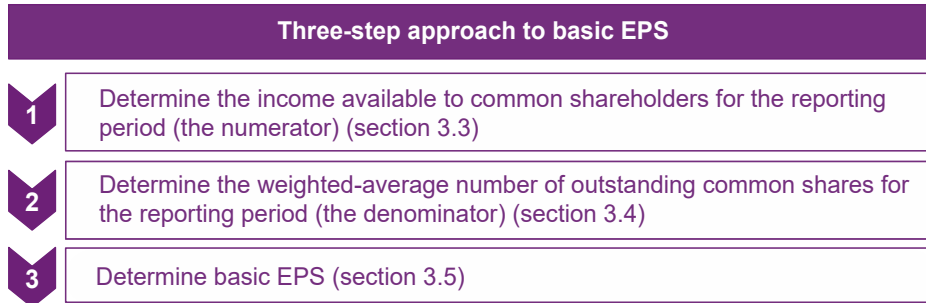 Three-step approach to basic EPS
1
Determine the income available to common shareholders for the reporting
period (the numerator) (section 3.3)
2
Determine the weighted-average number of outstanding common shares for
the reporting period (the denominator) (section 3.4)
3
Determine basic EPS (section 3.5)